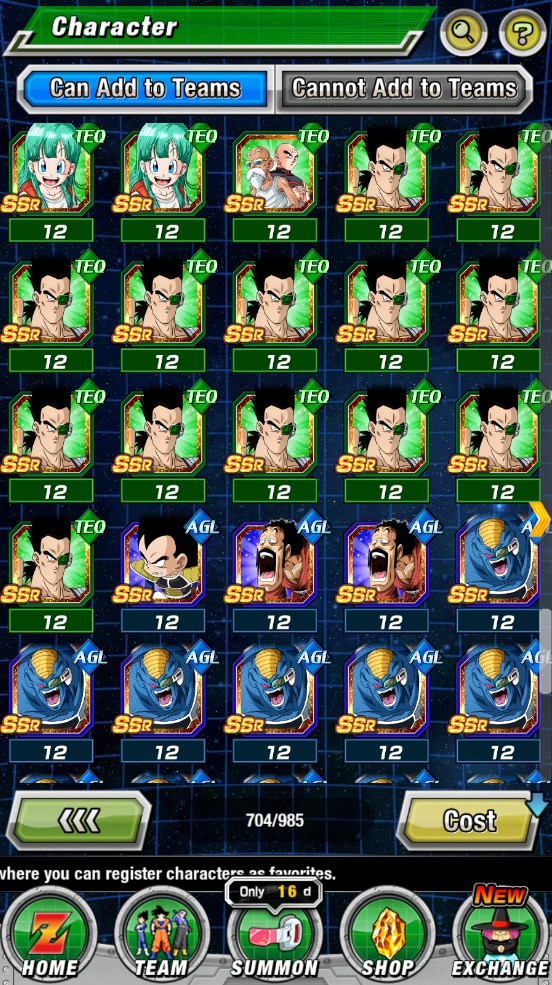 Character
?
Can Add to Teams Cannot Add to Teams
TEQ TEQ TEQ TEQ TEQ
SSR SSR SSR SSR SSR
12 12 12 12 12
TEQ TEQ TEQ TEQ TEQ
SSR SSR SSR SSR SSR
12 12 12 12 12
TEQ TEQ TEQ TEQ TEQ
SSR SSR SSR SSR SSR
12 12 12 12 12
TEQ AGL AGL AGL A
SSR SSR SSR SSR SSR
12 12 12 12 12
AGL AGL AGL AGL AGL
SSR SSR SSR SSR SSR
12 12 12 12 12
704/985
Cost
where you can register characters as favorites.
Only 16 d
New
Z
HOME TEAM SUMMON SHOP EXCHANGE